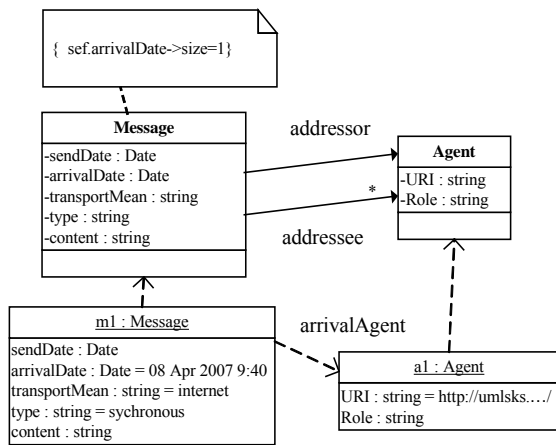 { sef.arrivalDate->size=1}
Message
-sendDate : Date
-arrivalDate : Date
-transportMean : string
-type : string
-content : string
addressor
*
addressee
Agent
-URI : string
-Role : string
m1 : Message
sendDate : Date
arrivalDate : Date = 08 Apr 2007 9:40
transportMean : string = internet
type : string = sychronous
content : string
arrivalAgent
a1 : Agent
URI : string = http://umlsks.…/
Role : string